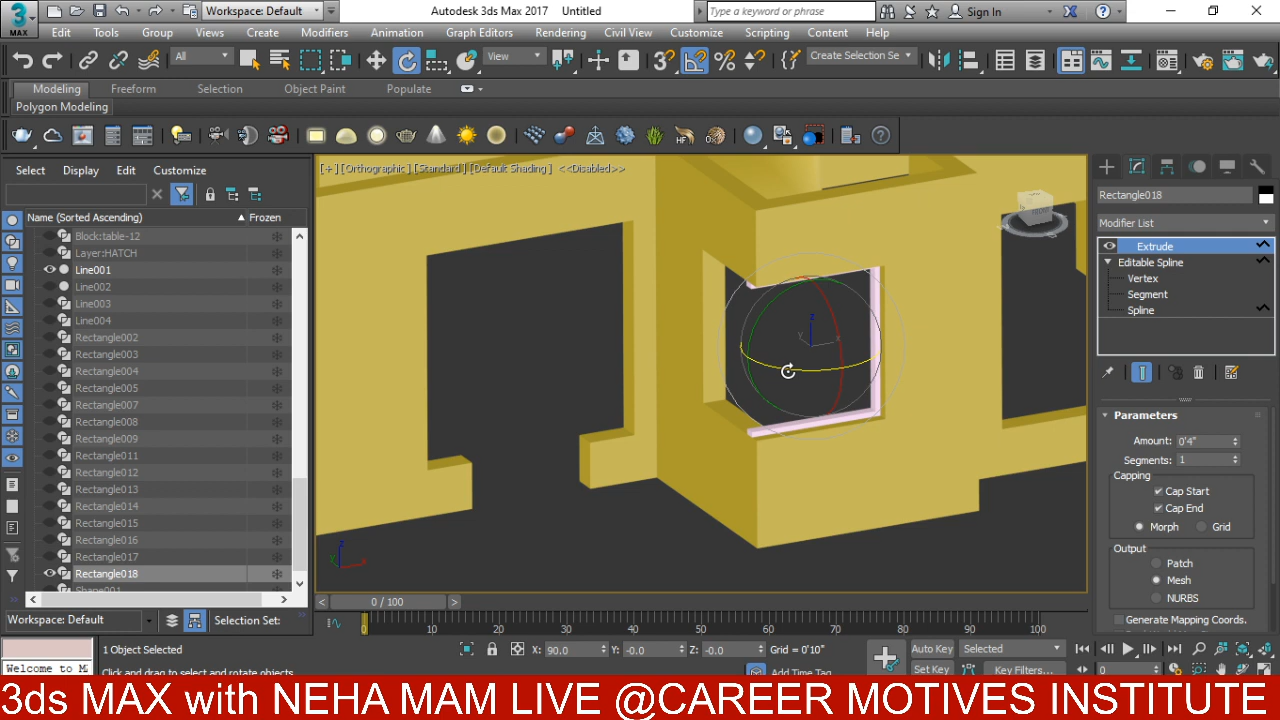 3 MAX
Workspace: Default
Autodesk 3ds Max 2017 Untitled
Type a keyword or phrase
Sign In
Edit Tools Group Views Create Modifiers Animation Graph Editors Rendering Civil View Customize Scripting Content Help
All
View
Create Selection Se
Modeling Freeform Selection Object Paint Populate
Polygon Modeling
Select Display Edit Customize
[+][Orthographic][Standard][Default Shading] <<Disabled>>
Name (Sorted Ascending) Frozen
Block:table-12
Layer:HATCH
Line001
Line002
Line003
Line004
Rectangle002
Rectangle003
Rectangle004
Rectangle005
Rectangle007
Rectangle008
Rectangle009
Rectangle011
Rectangle012
Rectangle013
Rectangle014
Rectangle015
Rectangle016
Rectangle017
Rectangle018
Shape001
FRONT
z
y
x
z
y
x
Rectangle018
Modifier List
Extrude
Editable Spline
Vertex
Segment
Spline
Parameters
Amount: 0'4"
Segments: 1
Capping
Cap Start
Cap End
Morph Grid
Output
Patch
Mesh
NURBS
Generate Mapping Coords.
< 0 / 100 >
Workspace: Default
Selection Set:
0 10 20 30 40 50 60 70 80 90 100
1 Object Selected
X: 90.0 Y: -0.0 Z: -0.0 Grid = 0'10"
Auto Key Selected
Welcome to M
Click and drag to select and rotate objects
Add Time Tag
Set Key Key Filters... 0
3ds MAX with NEHA MAM LIVE @CAREER MOTIVES INSTITUTE